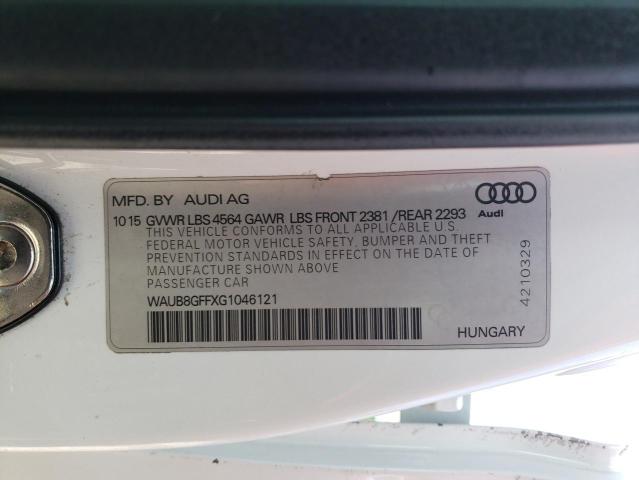 MFD. BY AUDI AG
10 15 GVWR LBS 4564 GAWR LBS FRONT 2381 /REAR 2293
Audi
THIS VEHICLE CONFORMS TO ALL APPLICABLE U.S.
FEDERAL MOTOR VEHICLE SAFETY, BUMPER AND THEFT
PREVENTION STANDARDS IN EFFECT ON THE DATE OF
MANUFACTURE SHOWN ABOVE
PASSENGER CAR
WAUB8GFFXG1046121
HUNGARY
4210329